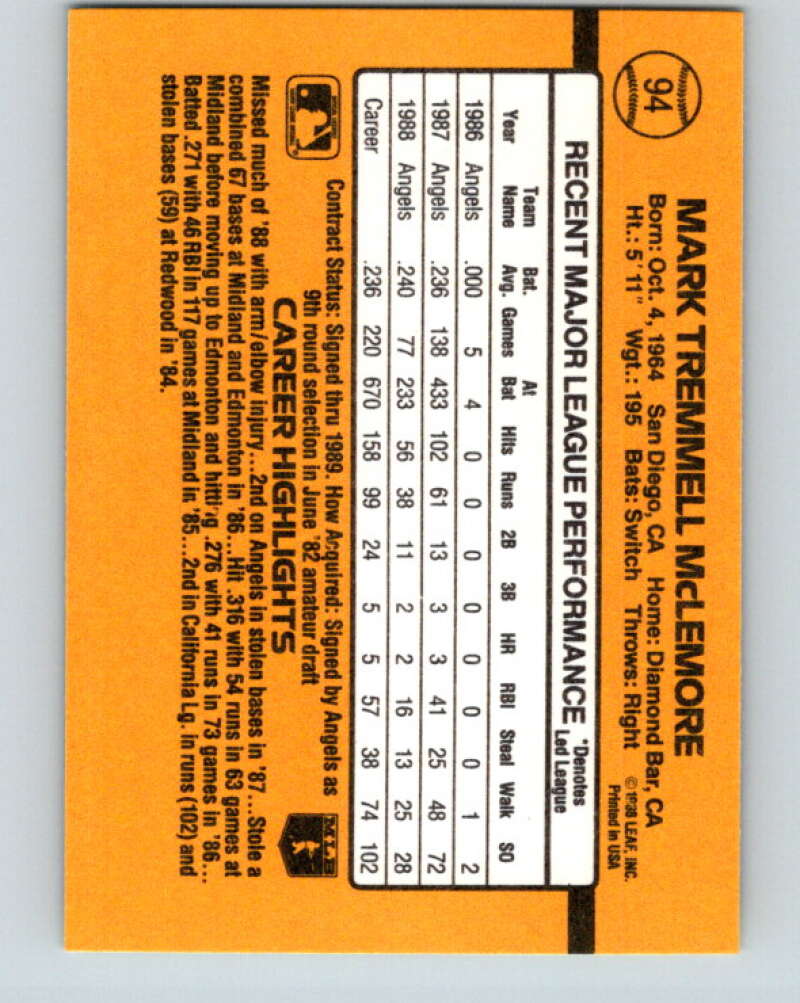 94
MARK TREMMELL McLEMORE
Born: Oct. 4, 1964 San Diego, CA Home: Diamond Bar, CA
Ht.: 5'11" Wgt.: 195 Bats: Switch Throws: Right
© 1988 LEAF, INC.
Printed in USA
RECENT MAJOR LEAGUE PERFORMANCE *Denotes Led League
Year Team Name Bat. Avg. Games At Bat Hits Runs 2B 3B HR RBI Steal Walk SO
1986 Angels .000 5 4 0 0 0 0 0 0 0 1 2
1987 Angels .236 138 433 102 61 13 3 3 41 25 48 72
1988 Angels .240 77 233 56 38 11 2 2 16 13 25 28
Career .236 220 670 158 99 24 5 5 57 38 74 102
Contract Status: Signed thru 1989. How Acquired: Signed by Angels as
9th round selection in June '82 amateur draft
MLB
CAREER HIGHLIGHTS
Missed much of '88 with arm/elbow injury...2nd on Angels in stolen bases in '87...Stole a
combined 67 bases at Midland and Edmonton in '86...Hit .316 with 54 runs in 63 games at
Midland before moving up to Edmonton and hitting .276 with 41 runs in 73 games in '86...
Batted .271 with 46 RBI in 117 games at Midland in '85...2nd in California Lg. in runs (102) and
stolen bases (59) at Redwood in '84.